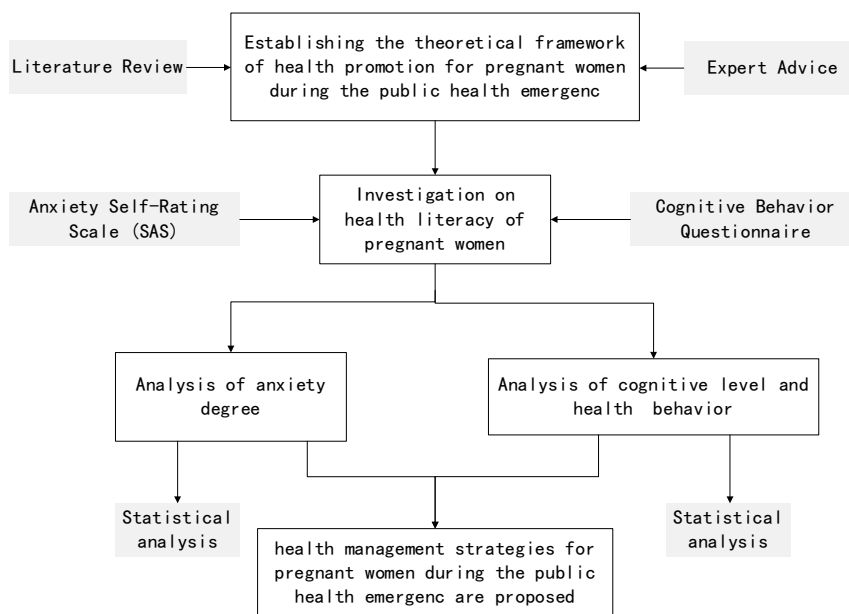 Establishing the theoretical framework
of health promotion for pregnant women
during the public health emergenc
Literature Review
Expert Advice
Investigation on
health literacy of
pregnant women
Anxiety Self-Rating
Scale (SAS)
Cognitive Behavior
Questionnaire
Analysis of anxiety
degree
Analysis of cognitive level and
health behavior
Statistical
analysis
Statistical
analysis
health management strategies for
pregnant women during the public
health emergenc are proposed